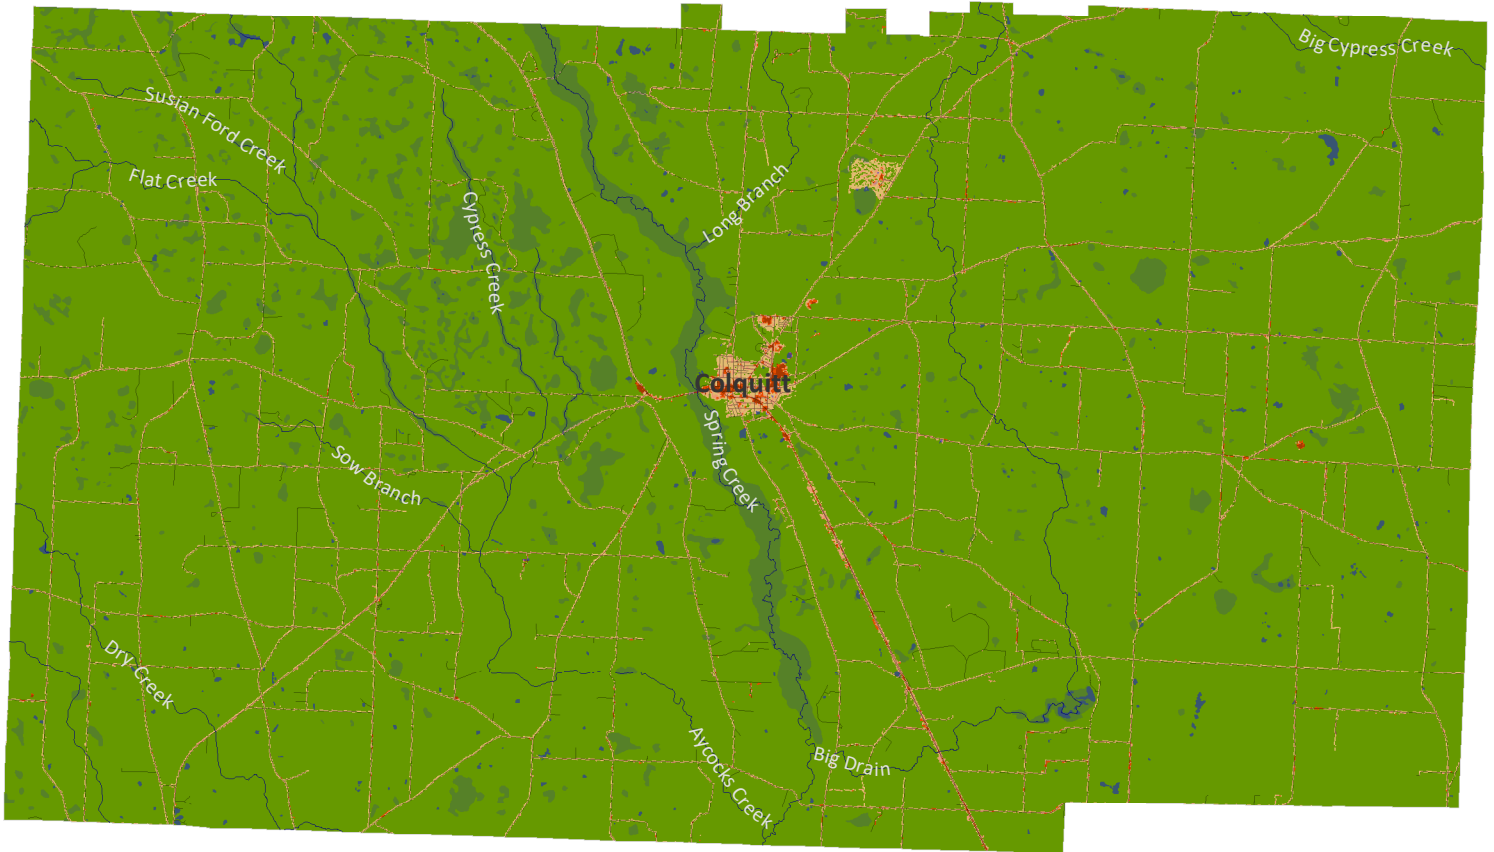 Big Cypress Creek
Susian Ford Creek
Flat Creek
Long Branch
Cypress Creek
Colquitt
Spring Creek
Sow Branch
Dry Creek
Aycocks Creek
Big Drain